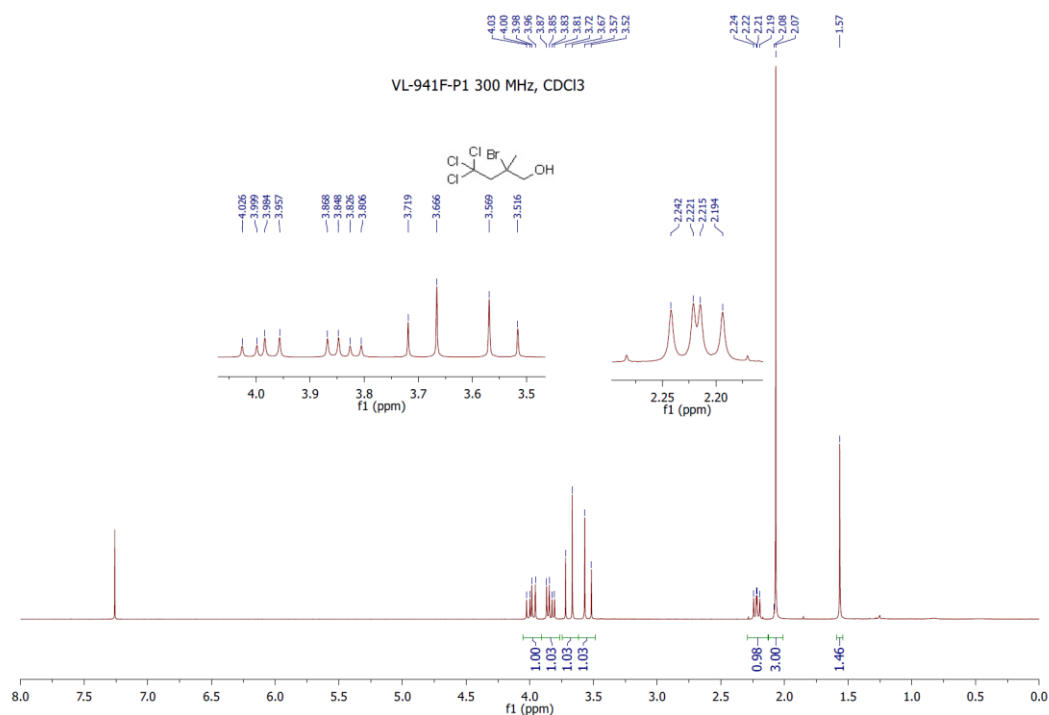 4.03 4.00 3.98 3.96 3.87 3.85 3.83 3.81 3.72 3.67 3.57 3.52 2.24 2.22 2.21 2.19 2.08 2.07 1.57
VL-941F-P1 300 MHz, CDCl3
Cl Cl Br
Cl OH
4.026 3.999 3.984 3.957 3.868 3.848 3.826 3.806 3.719 3.666 3.569 3.516
2.242 2.221 2.215 2.194
4.0 3.9 3.8 3.7 3.6 3.5
f1 (ppm)
2.25 2.20
f1 (ppm)
1.00 1.03 1.03 1.03 0.98 3.00 1.46
8.0 7.5 7.0 6.5 6.0 5.5 5.0 4.5 4.0 3.5 3.0 2.5 2.0 1.5 1.0 0.5 0.0
f1 (ppm)